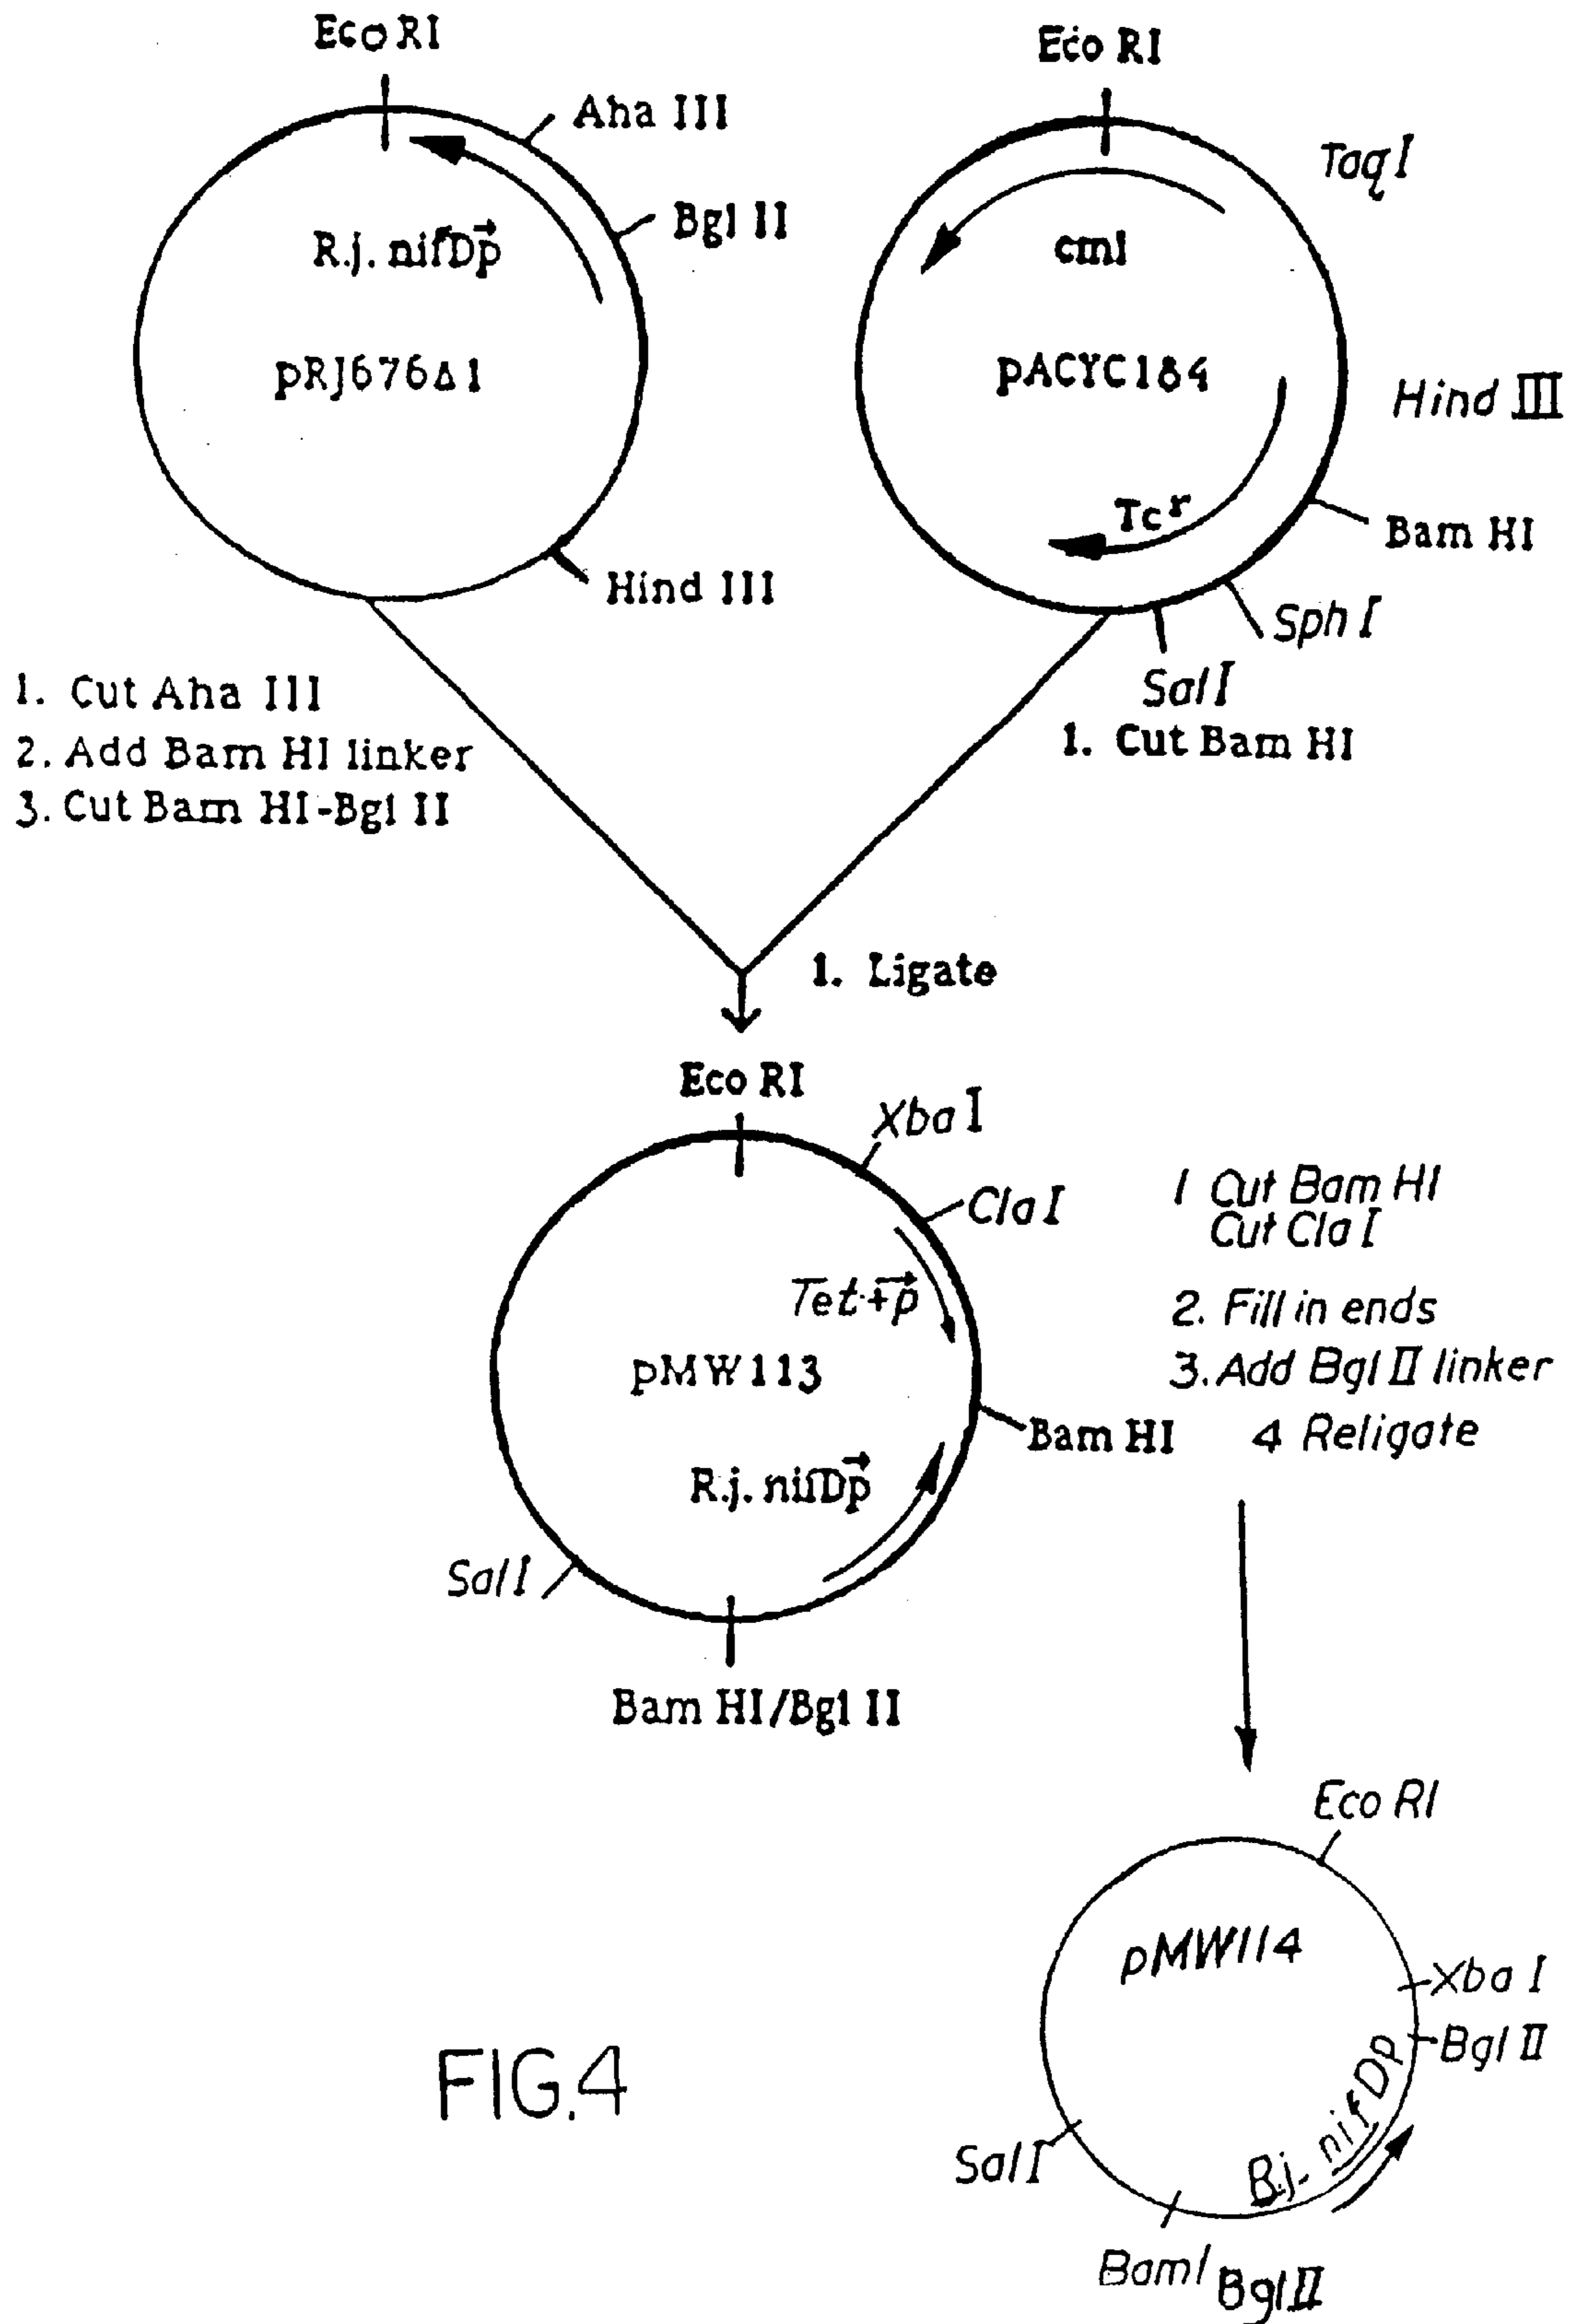 Eco RI
Aha III
Bgl II
R.j. nifDp
pRJ676Δ1
Hind III
Eco RI
Taq I
cml
pACYC184
Hind III
Tcʳ
Bam HI
Sph I
Sal I
1. Cut Aha III
2. Add Bam HI linker
3. Cut Bam HI-Bgl II
1. Cut Bam HI
1. Ligate
Eco RI
Xba I
Cla I
Tet+p
pMW113
Bam HI
R.j. nifDp
Sal I
Bam HI/Bgl II
1 Cut Bam HI
Cut Cla I
2. Fill in ends
3. Add Bgl II linker
4 Religate
Eco RI
pMW114
Xba I
Bgl II
B.j. nifDp
Sal I
BamI BglII
FIG.4